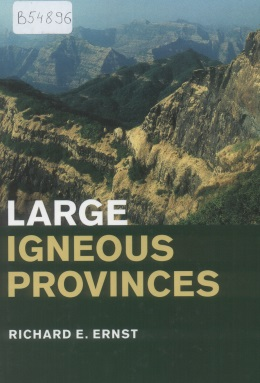 B54896
LARGE
IGNEOUS
PROVINCES
RICHARD E. ERNST